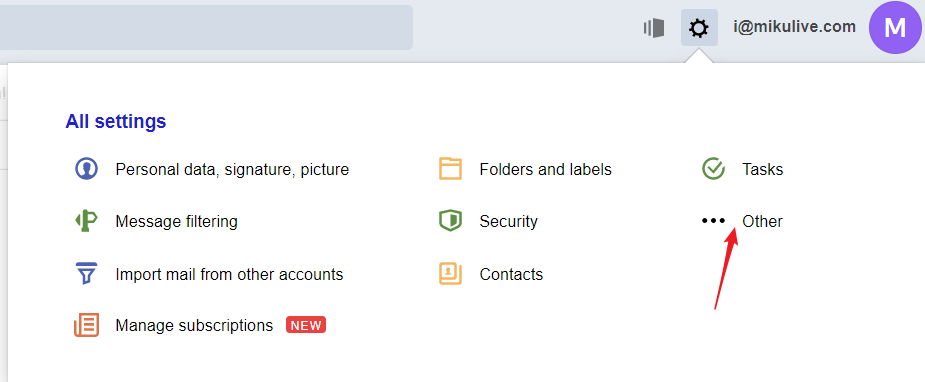 i@mikulive.com
M
All settings
Personal data, signature, picture
Folders and labels
Tasks
Message filtering
Security
Other
Import mail from other accounts
Contacts
Manage subscriptions NEW